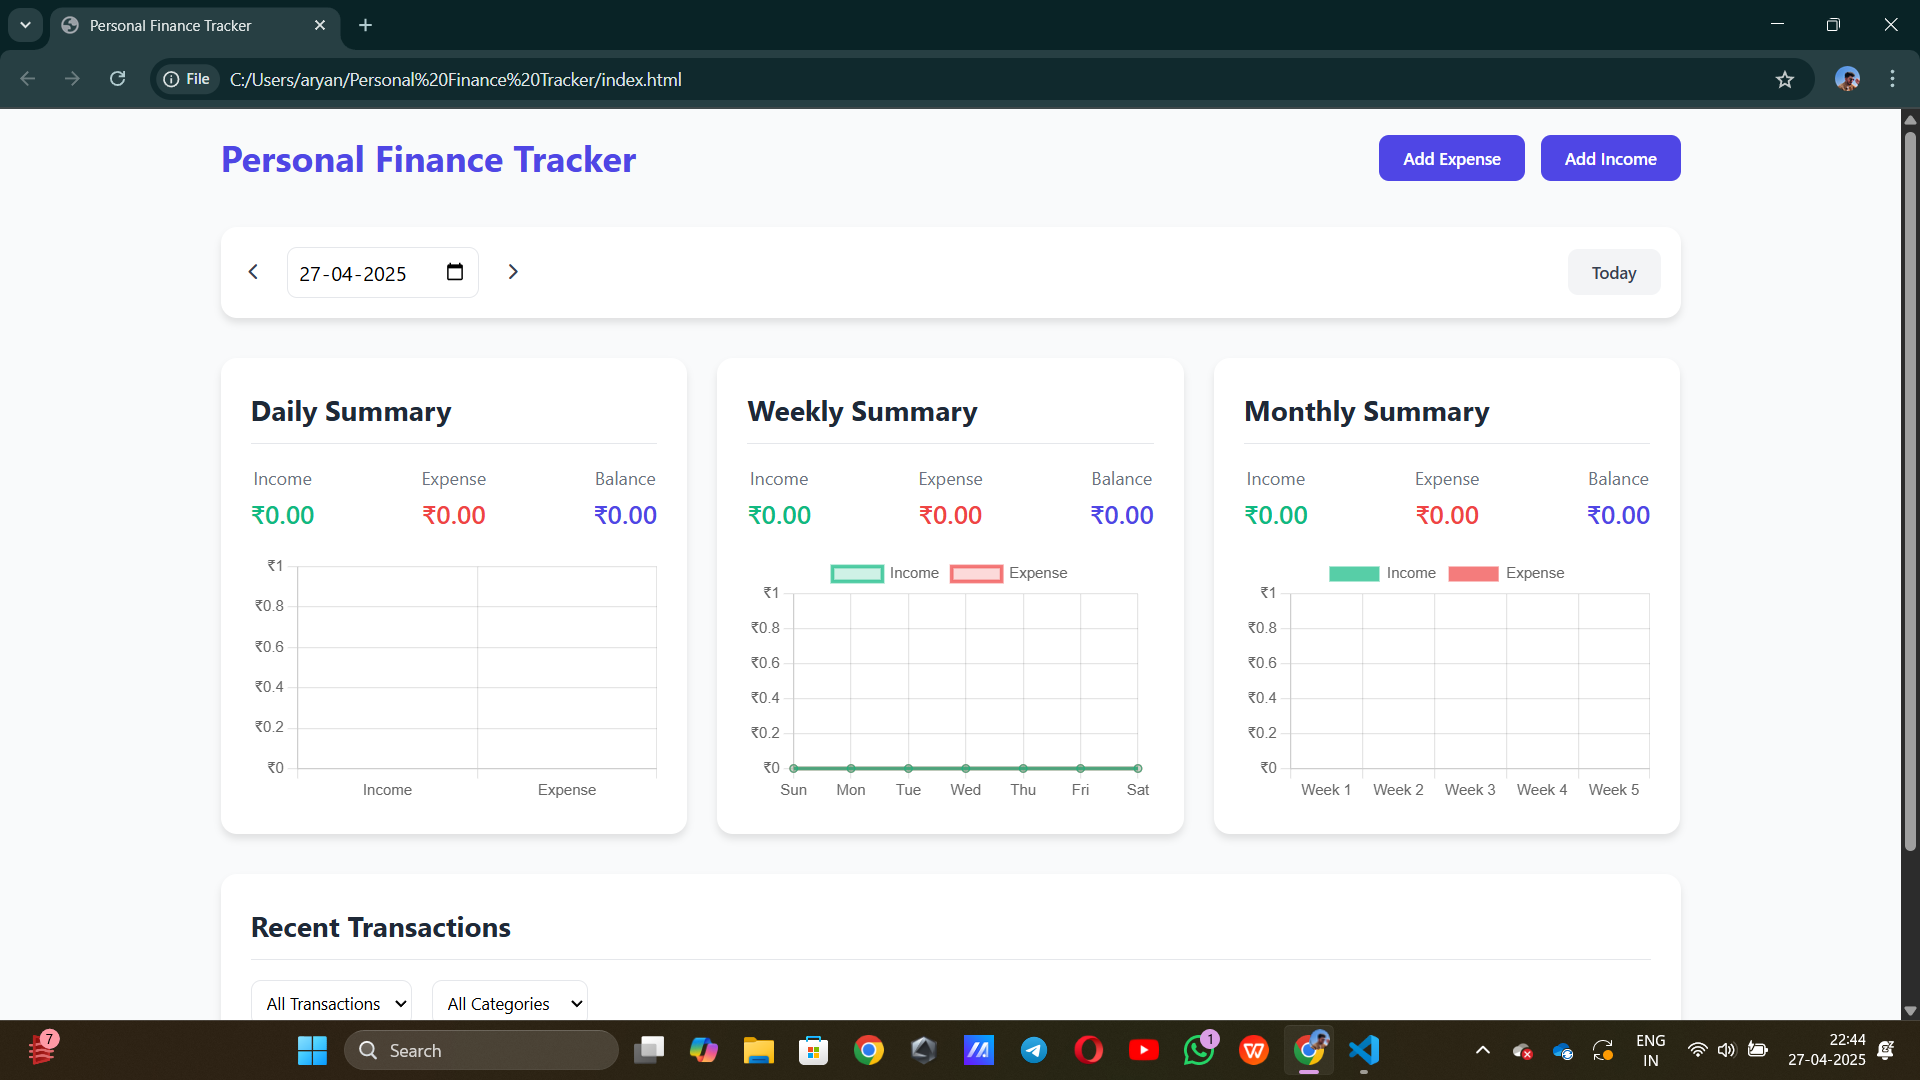 Personal Finance Tracker
File C:/Users/aryan/Personal%20Finance%20Tracker/index.html
Personal Finance Tracker
Add Expense Add Income
27-04-2025
Today
Daily Summary
Income Expense Balance
₹0.00 ₹0.00 ₹0.00
₹1
₹0.8
₹0.6
₹0.4
₹0.2
₹0
Income Expense
Weekly Summary
Income Expense Balance
₹0.00 ₹0.00 ₹0.00
Income Expense
₹1
₹0.8
₹0.6
₹0.4
₹0.2
₹0
Sun Mon Tue Wed Thu Fri Sat
Monthly Summary
Income Expense Balance
₹0.00 ₹0.00 ₹0.00
Income Expense
₹1
₹0.8
₹0.6
₹0.4
₹0.2
₹0
Week 1 Week 2 Week 3 Week 4 Week 5
Recent Transactions
All Transactions All Categories
7
Search
1
ENG
IN
22:44
27-04-2025